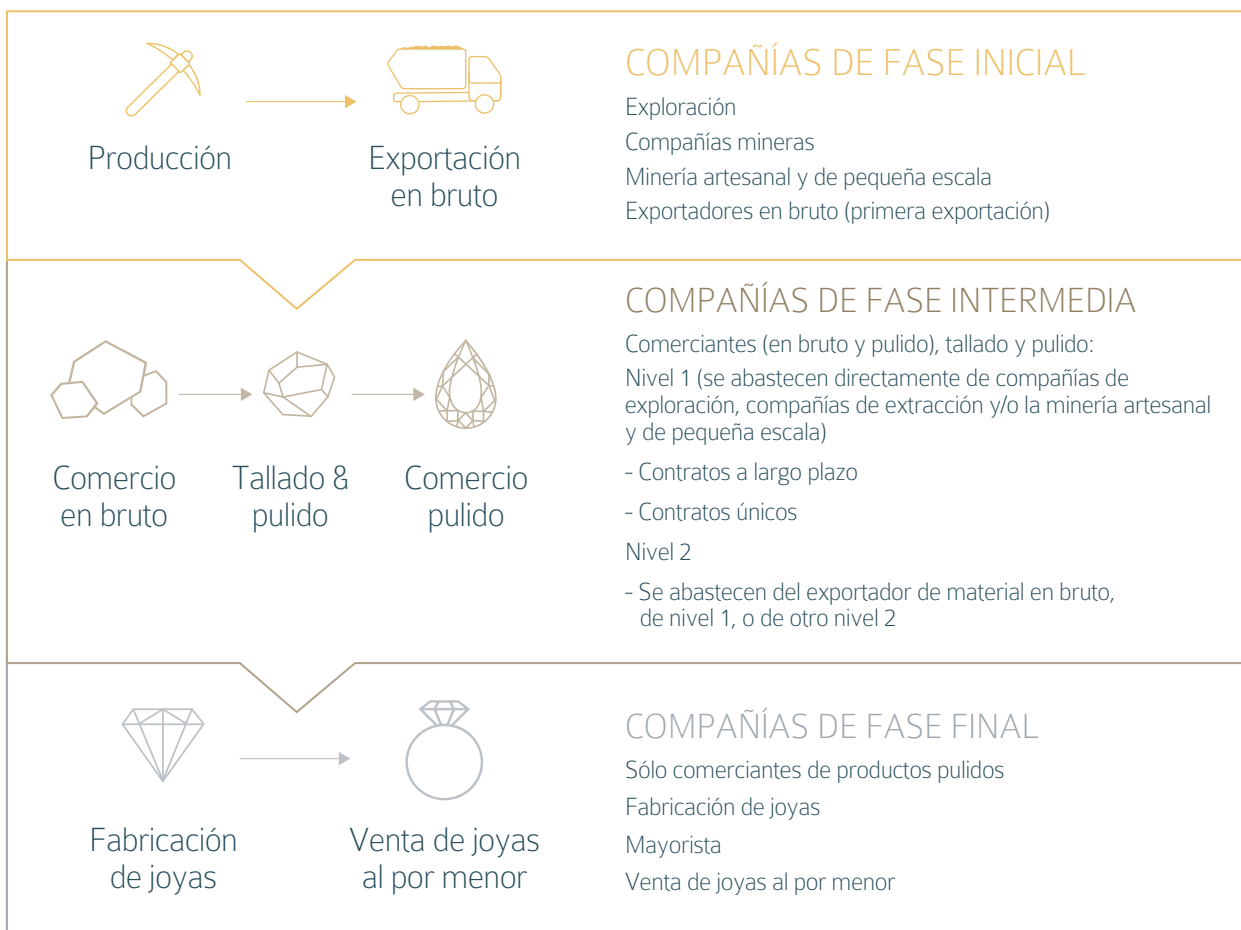 Producción
Exportación
en bruto
COMPAÑÍAS DE FASE INICIAL
Exploración
Compañías mineras
Minería artesanal y de pequeña escala
Exportadores en bruto (primera exportación)
Comercio
en bruto
Tallado &
pulido
Comercio
pulido
COMPAÑÍAS DE FASE INTERMEDIA
Comerciantes (en bruto y pulido), tallado y pulido:
Nivel 1 (se abastecen directamente de compañías de
exploración, compañías de extracción y/o la minería artesanal
y de pequeña escala)
- Contratos a largo plazo
- Contratos únicos
Nivel 2
- Se abastecen del exportador de material en bruto,
de nivel 1, o de otro nivel 2
Fabricación
de joyas
Venta de joyas
al por menor
COMPAÑÍAS DE FASE FINAL
Sólo comerciantes de productos pulidos
Fabricación de joyas
Mayorista
Venta de joyas al por menor